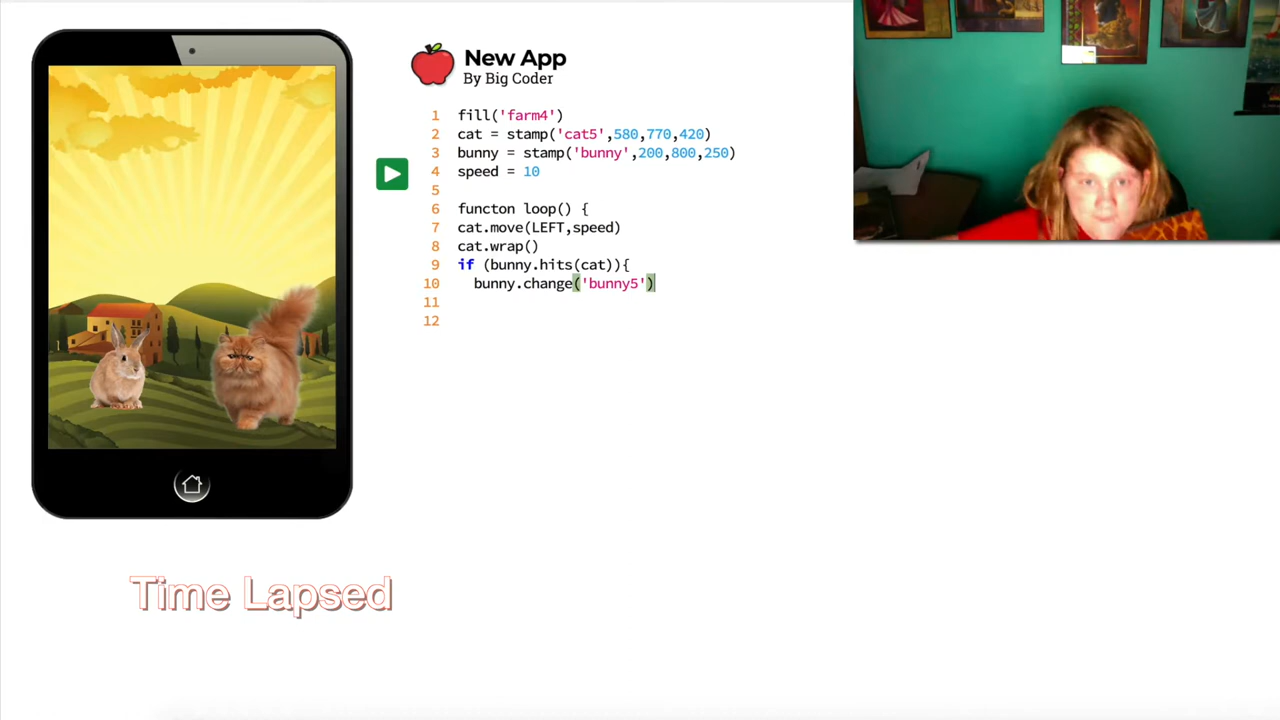 New App
By Big Coder
1 fill('farm4')
2 cat = stamp('cat5',580,770,420)
3 bunny = stamp('bunny',200,800,250)
4 speed = 10
5
6 functon loop() {
7 cat.move(LEFT,speed)
8 cat.wrap()
9 if (bunny.hits(cat)){
10 bunny.change('bunny5')
11
12
Time Lapsed